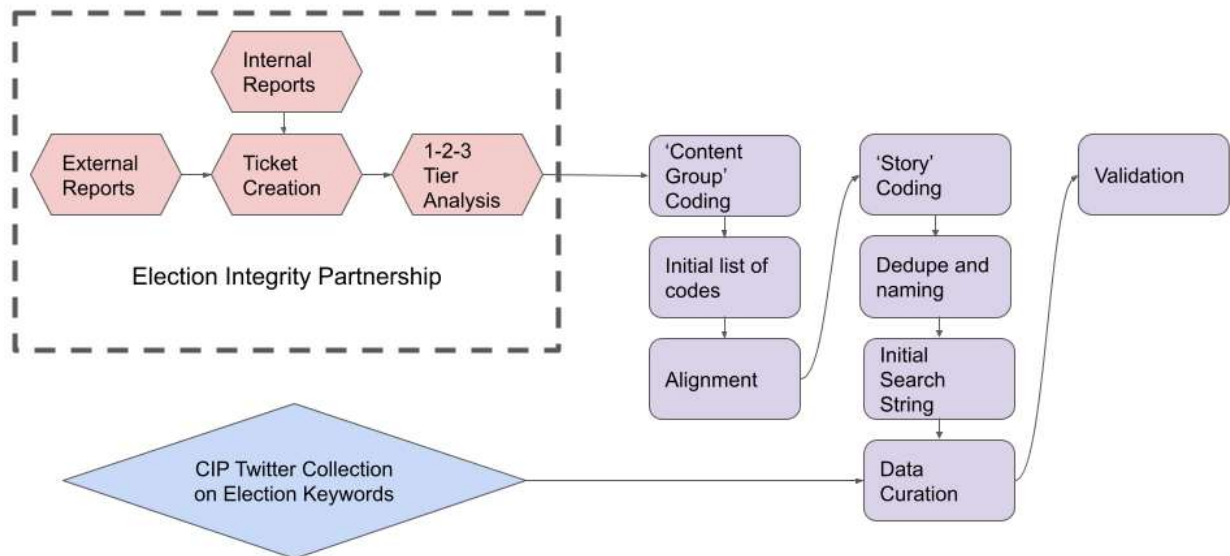 Internal
Reports
External
Reports
Ticket
Creation
1-2-3
Tier
Analysis
Election Integrity Partnership
‘Content
Group’
Coding
Initial list of
codes
Alignment
‘Story’
Coding
Dedupe and
naming
Initial
Search
String
Data
Curation
Validation
CIP Twitter Collection
on Election Keywords